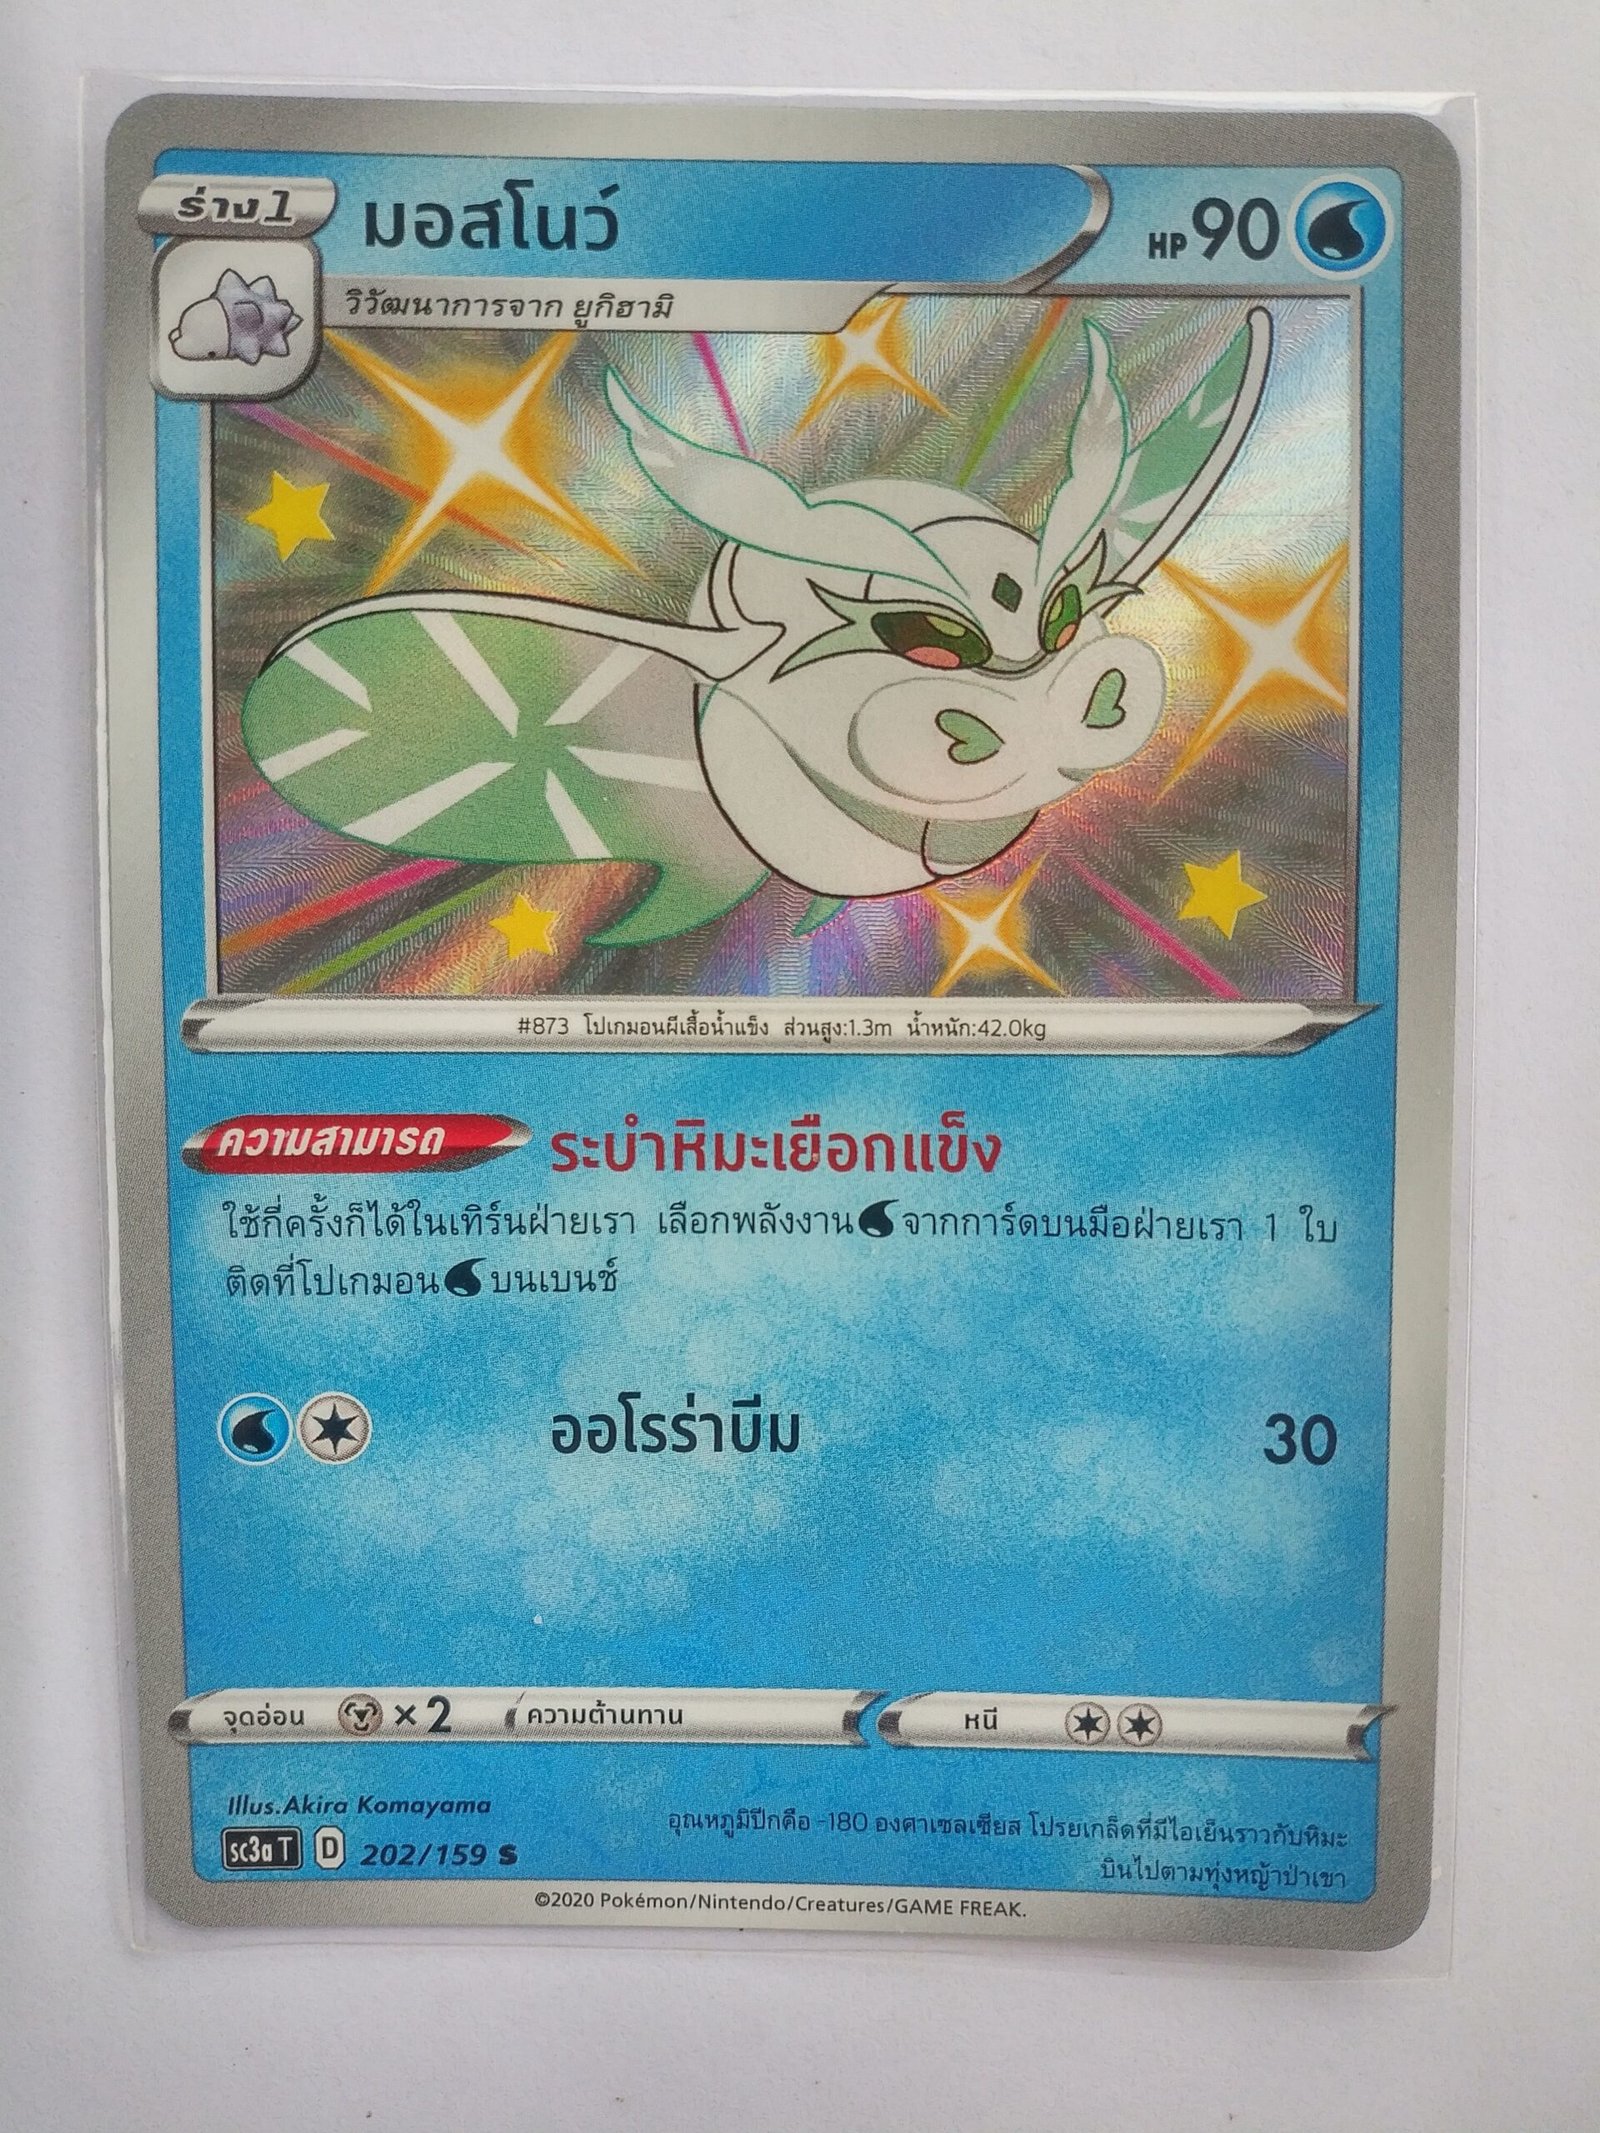 ร่าง1
มอสโนว์
HP90
วิวัฒนาการจาก ยูกิฮามิ
#873 โปเกมอนผีเสื้อน้ำแข็ง ส่วนสูง:1.3m น้ำหนัก:42.0kg
ความสามารถ ระบำหิมะเยือกแข็ง
ใช้กี่ครั้งก็ได้ในเทิร์นฝ่ายเรา เลือกพลังงานจากการ์ดบนมือฝ่ายเรา 1 ใบ
ติดที่โปเกมอนบนเบนช์
ออโรร่าบีม 30
จุดอ่อน ×2 ความต้านทาน หนี
Illus.Akira Komayama
sc3a T D 202/159 S
อุณหภูมิปีกคือ -180 องศาเซลเซียส โปรยเกล็ดที่มีไอเย็นราวกับหิมะ
บินไปตามทุ่งหญ้าป่าเขา
©2020 Pokémon/Nintendo/Creatures/GAME FREAK.